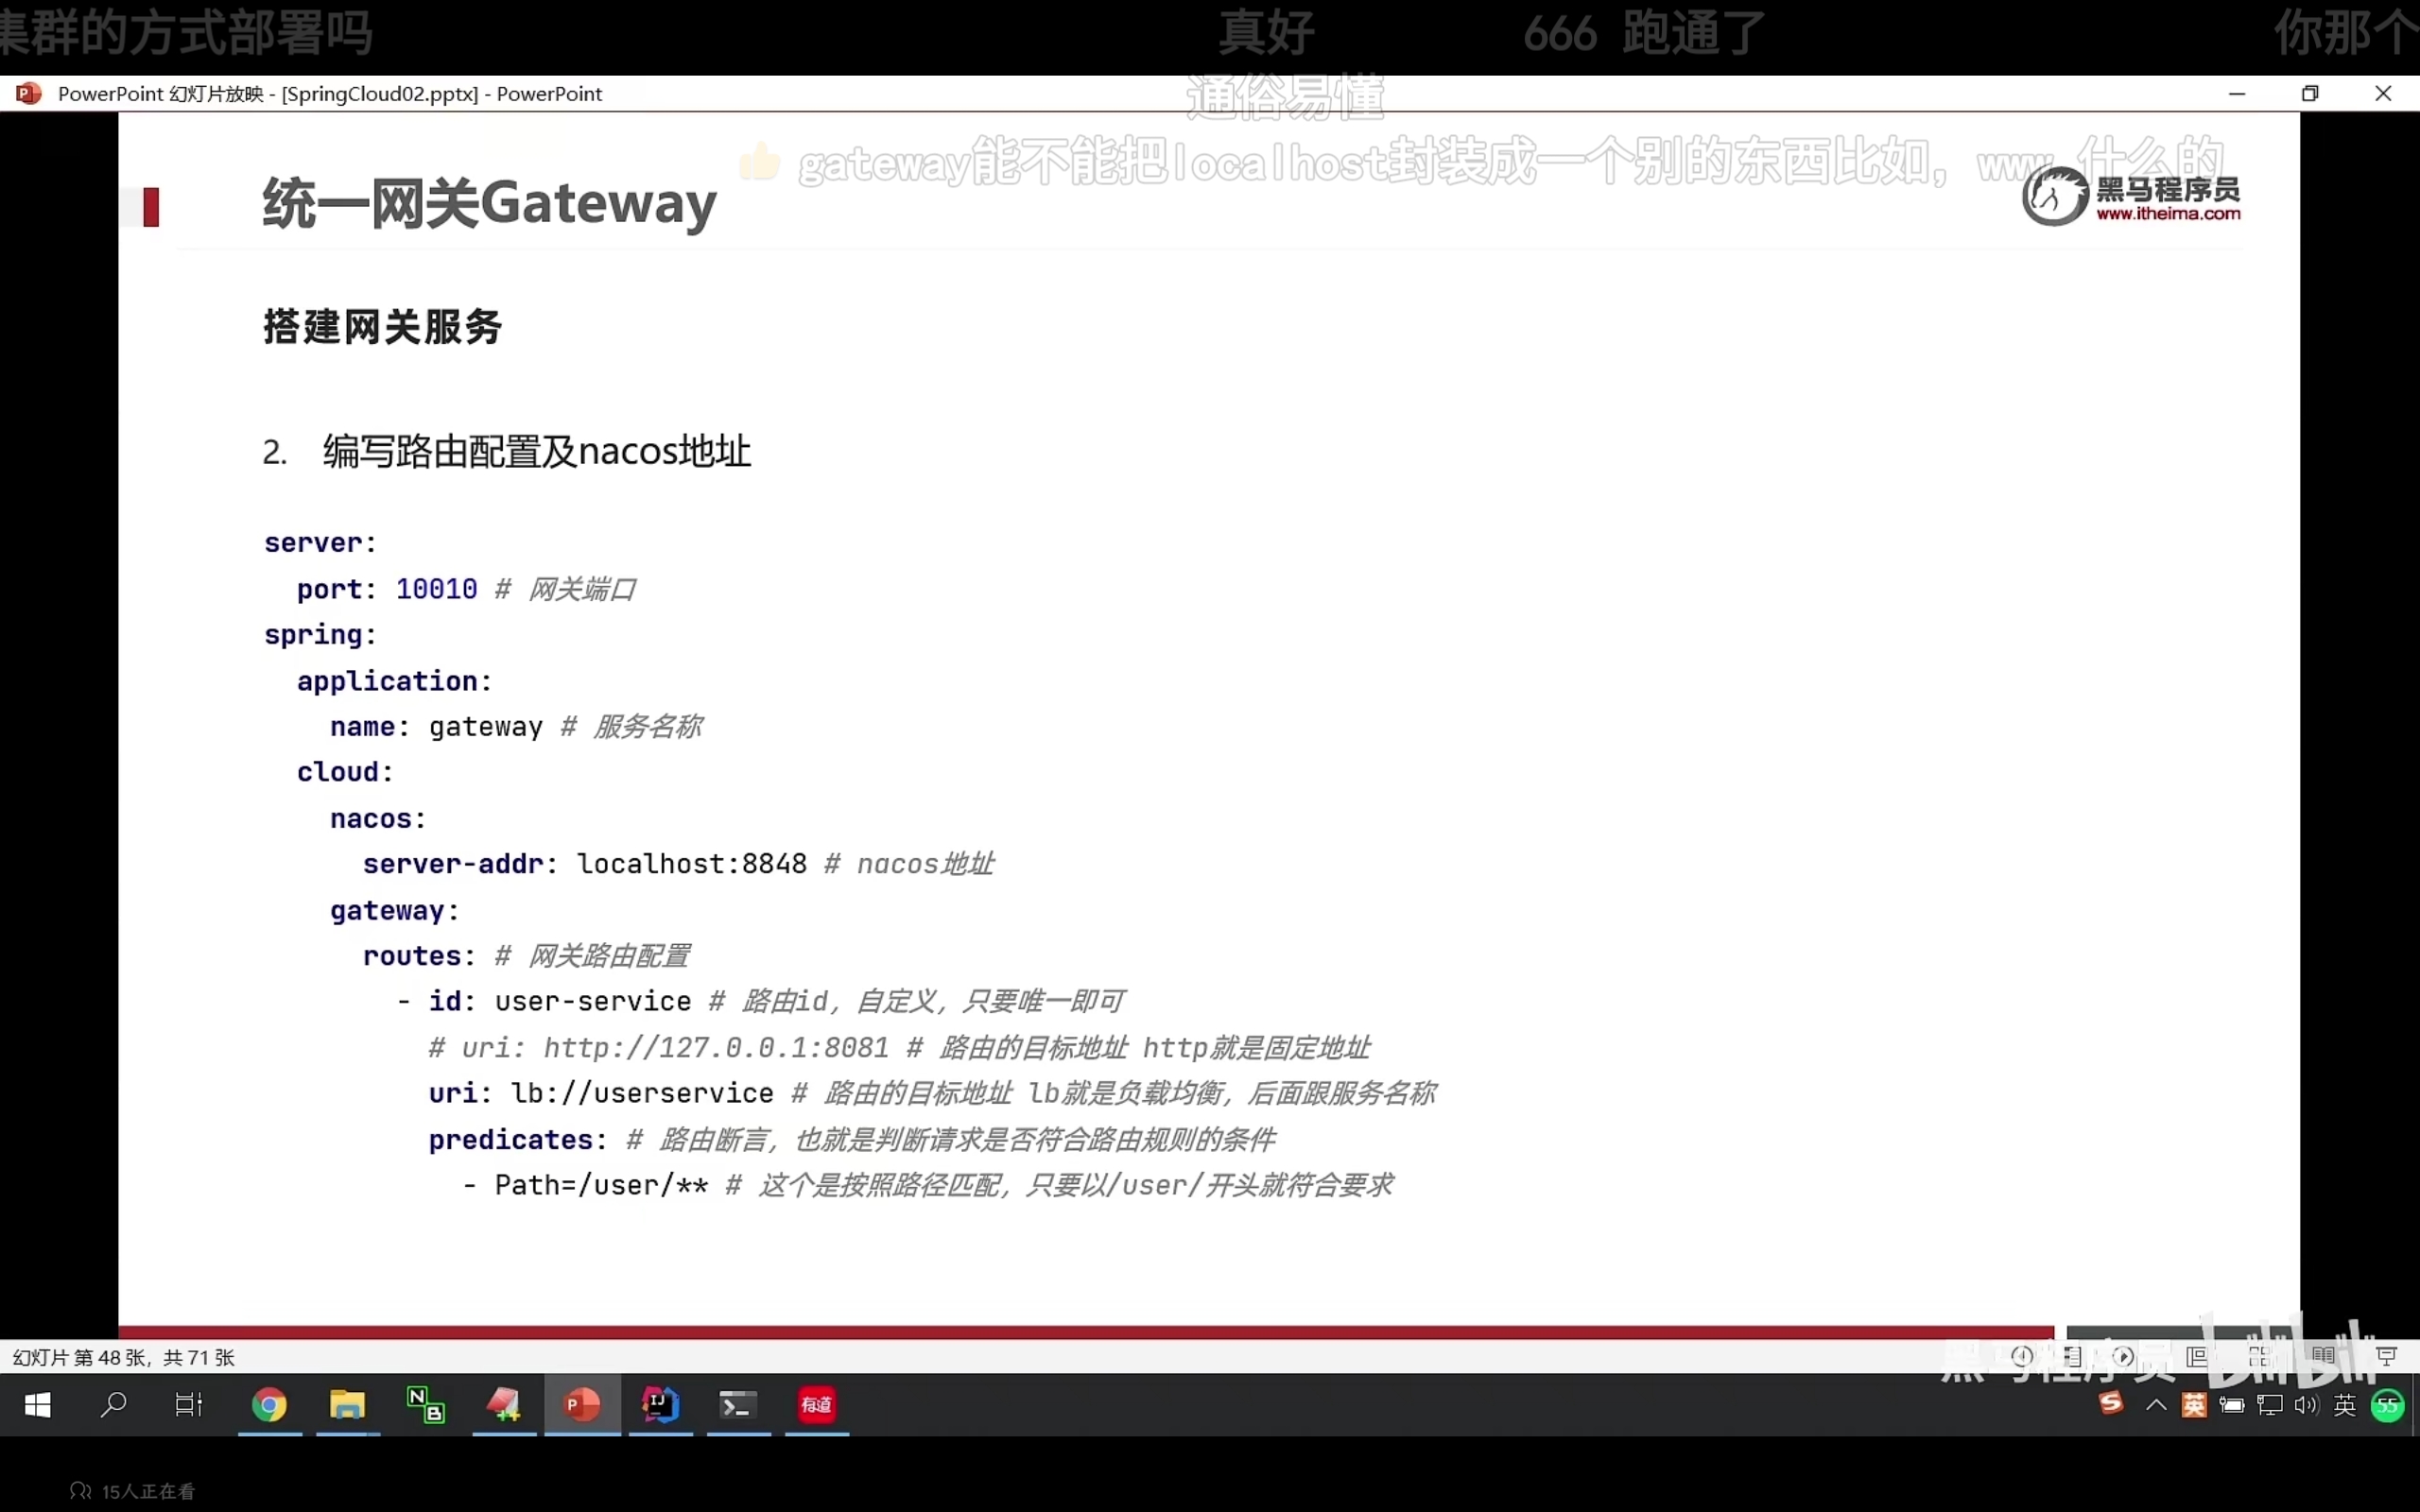 集群的方式部署吗
真好
666 跑通了
你那个
PowerPoint 幻灯片放映 - [SpringCloud02.pptx] - PowerPoint
通俗易懂
gateway能不能把localhost封装成一个别的东西比如，www.什么的
统一网关Gateway
黑马程序员
www.itheima.com
搭建网关服务
2. 编写路由配置及nacos地址
server:
port: 10010 # 网关端口
spring:
application:
name: gateway # 服务名称
cloud:
nacos:
server-addr: localhost:8848 # nacos地址
gateway:
routes: # 网关路由配置
- id: user-service # 路由id，自定义，只要唯一即可
# uri: http://127.0.0.1:8081 # 路由的目标地址 http就是固定地址
uri: lb://userservice # 路由的目标地址 lb就是负载均衡，后面跟服务名称
predicates: # 路由断言，也就是判断请求是否符合路由规则的条件
- Path=/user/** # 这个是按照路径匹配，只要以/user/开头就符合要求
黑马程序员 bilibili
幻灯片 第 48 张，共 71 张
有道
英
英
55
15人正在看